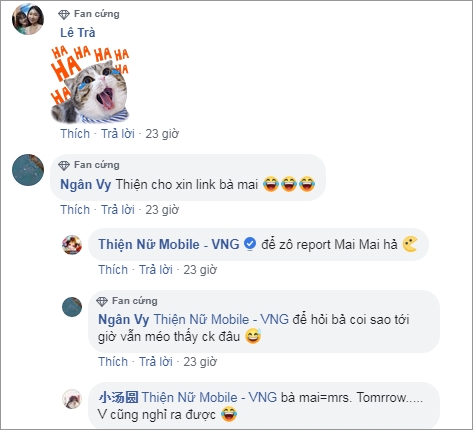 Fan cứng
Lê Trà
HA HA HA HA HA HA HA HA
Thích · Trả lời · 23 giờ
Fan cứng
Ngân Vy Thiện cho xin link bà mai 😂😂😂
Thích · Trả lời · 23 giờ
Thiện Nữ Mobile - VNG để zô report Mai Mai hả
Thích · Trả lời · 23 giờ
Fan cứng
Ngân Vy Thiện Nữ Mobile - VNG để hỏi bả coi sao tới
giờ vẫn méo thấy ck đâu 😅
Thích · Trả lời · 23 giờ
小汤圆 Thiện Nữ Mobile - VNG bà mai=mrs. Tomrrow.....
V cũng nghỉ ra được 😂